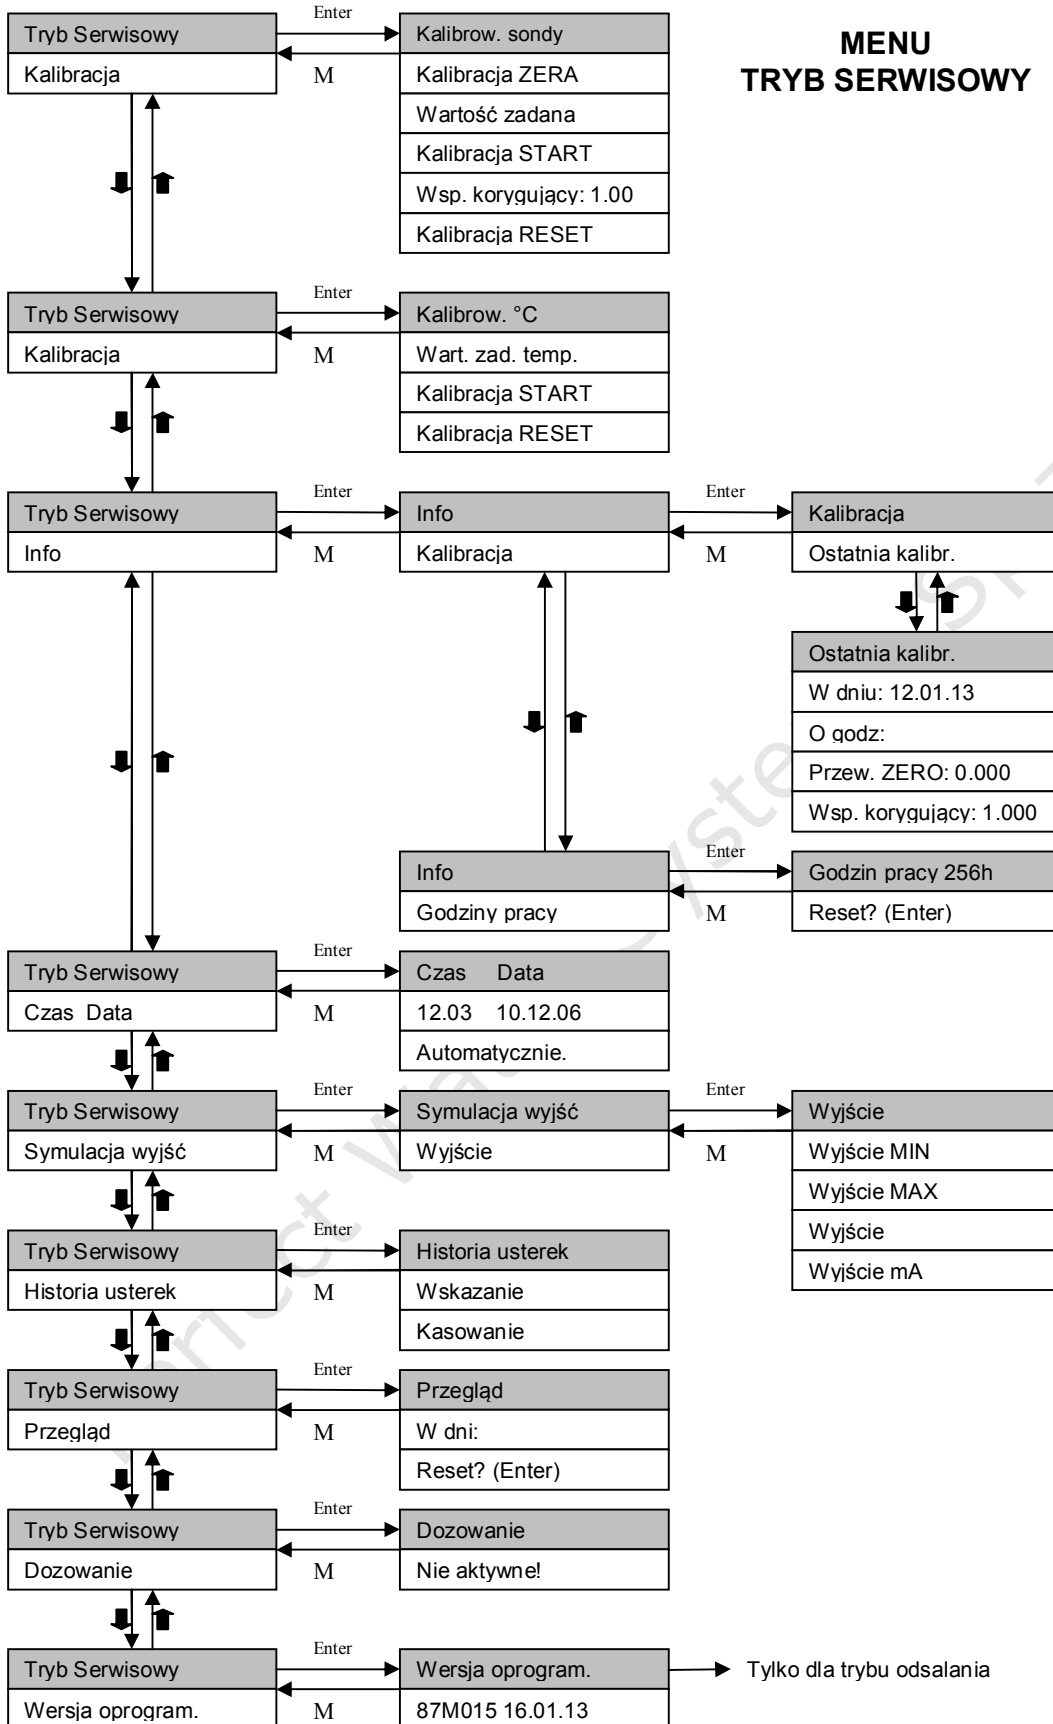 MENU
TRYB SERWISOWY
Tryb Serwisowy
Kalibracja
Enter
M
Kalibrow. sondy
Kalibracja ZERA
Wartość zadana
Kalibracja START
Wsp. korygujący: 1.00
Kalibracja RESET
Tryb Serwisowy
Kalibracja
Enter
M
Kalibrow. °C
Wart. zad. temp.
Kalibracja START
Kalibracja RESET
Tryb Serwisowy
Info
Enter
M
Info
Kalibracja
Enter
M
Kalibracja
Ostatnia kalibr.
Ostatnia kalibr.
W dniu: 12.01.13
O godz:
Przew. ZERO: 0.000
Wsp. korygujący: 1.000
Info
Godziny pracy
Enter
M
Godzin pracy 256h
Reset? (Enter)
Tryb Serwisowy
Czas Data
Enter
M
Czas Data
12.03 10.12.06
Automatycznie.
Tryb Serwisowy
Symulacja wyjść
Enter
M
Symulacja wyjść
Wyjście
Enter
M
Wyjście
Wyjście MIN
Wyjście MAX
Wyjście
Wyjście mA
Tryb Serwisowy
Historia usterek
Enter
M
Historia usterek
Wskazanie
Kasowanie
Tryb Serwisowy
Przegląd
Enter
M
Przegląd
W dni:
Reset? (Enter)
Tryb Serwisowy
Dozowanie
Enter
M
Dozowanie
Nie aktywne!
Tryb Serwisowy
Wersja oprogram.
Enter
M
Wersja oprogram.
87M015 16.01.13
Tylko dla trybu odsalania